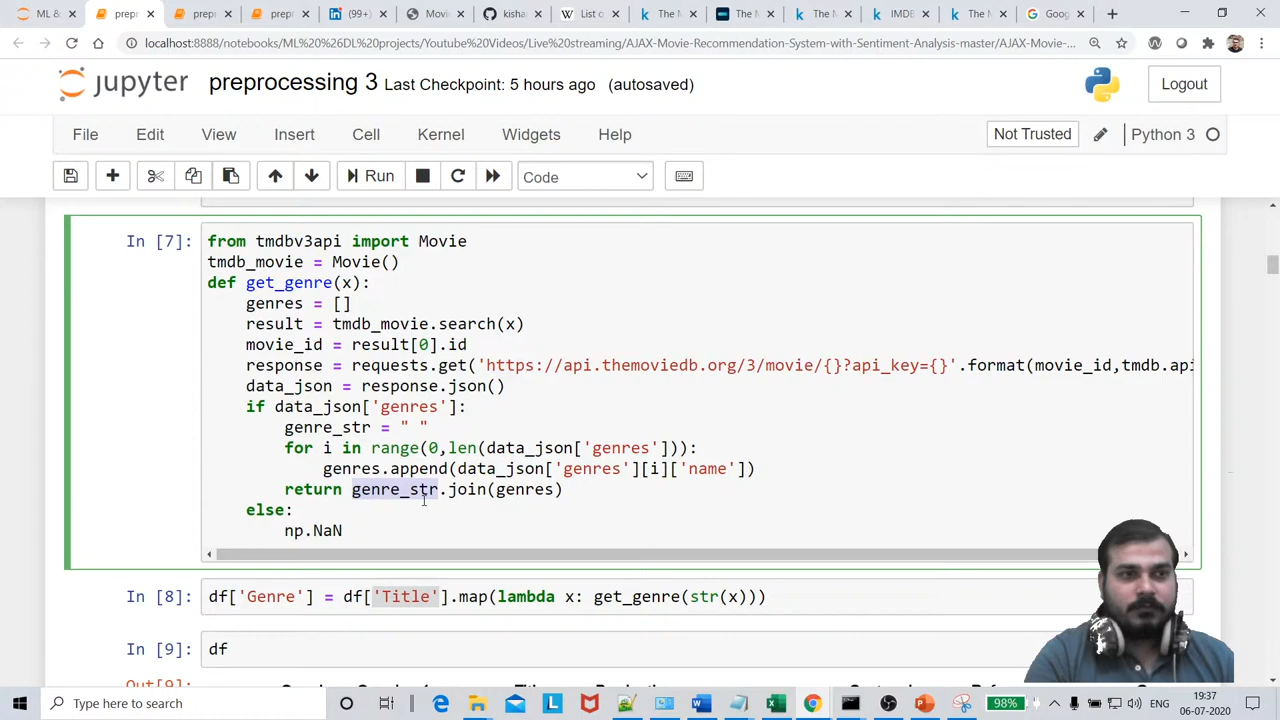 ML &
prepr
prepr
prepr
(99+)
Movi
kisha
List o
The M
The M
The M
IMDB
The M
Goog
localhost:8888/notebooks/ML%20%26DL%20projects/Youtube%20Videos/Live%20streaming/AJAX-Movie-Recommendation-System-with-Sentiment-Analysis-master/AJAX-Movie-...
jupyter preprocessing 3 Last Checkpoint: 5 hours ago (autosaved)
Logout
File Edit View Insert Cell Kernel Widgets Help
Not Trusted
Python 3
Run
Code
In [7]:
from tmdbv3api import Movie
tmdb_movie = Movie()
def get_genre(x):
genres = []
result = tmdb_movie.search(x)
movie_id = result[0].id
response = requests.get('https://api.themoviedb.org/3/movie/{}?api_key={}'.format(movie_id,tmdb.api
data_json = response.json()
if data_json['genres']:
genre_str = " "
for i in range(0,len(data_json['genres'])):
genres.append(data_json['genres'][i]['name'])
return genre_str.join(genres)
else:
np.NaN
In [8]:
df['Genre'] = df['Title'].map(lambda x: get_genre(str(x)))
In [9]:
df
Out[9]:
Type here to search
98%
ENG
19:37
06-07-2020